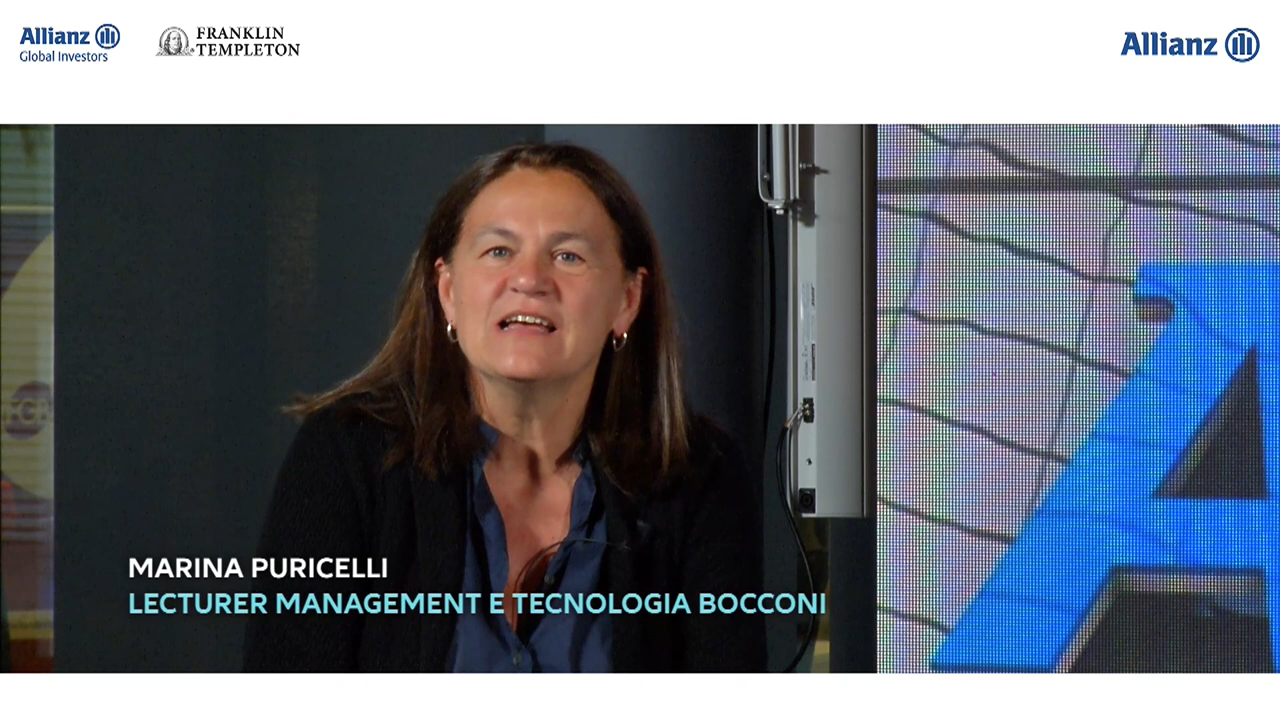 Allianz
Global Investors
FRANKLIN
TEMPLETON
Allianz
MARINA PURICELLI
LECTURER MANAGEMENT E TECNOLOGIA BOCCONI